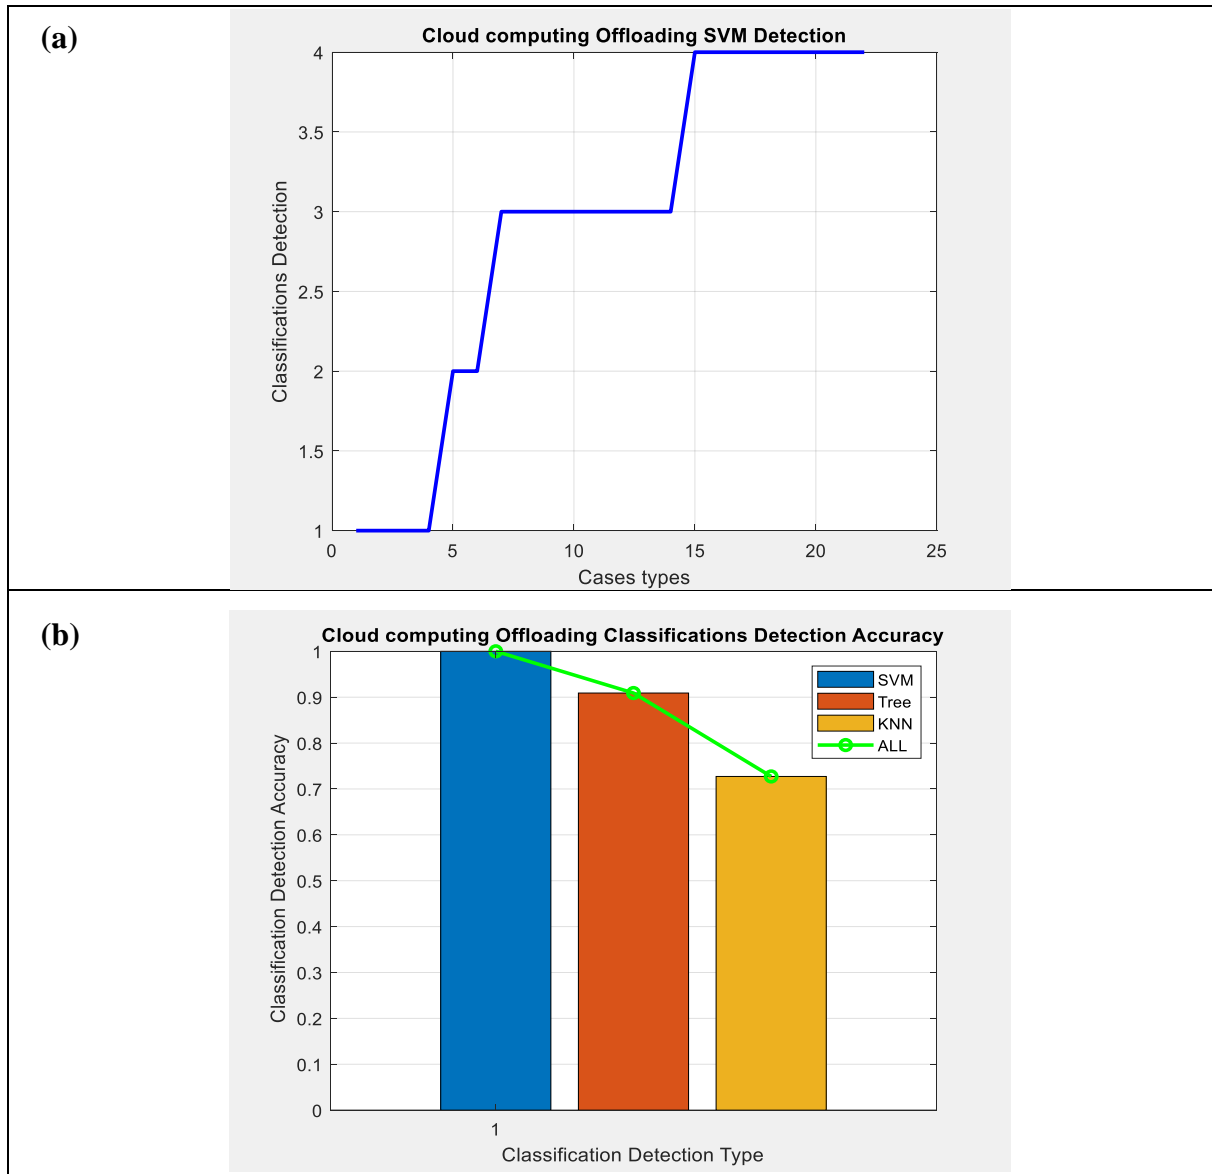 (a)
Cloud computing Offloading SVM Detection
4
3.5
3
2.5
2
1.5
1
Classifications Detection
0 5 10 15 20 25
Cases types
(b)
Cloud computing Offloading Classifications Detection Accuracy
1
0.9
0.8
0.7
0.6
0.5
0.4
0.3
0.2
0.1
0
Classification Detection Accuracy
SVM
Tree
KNN
ALL
1
Classification Detection Type